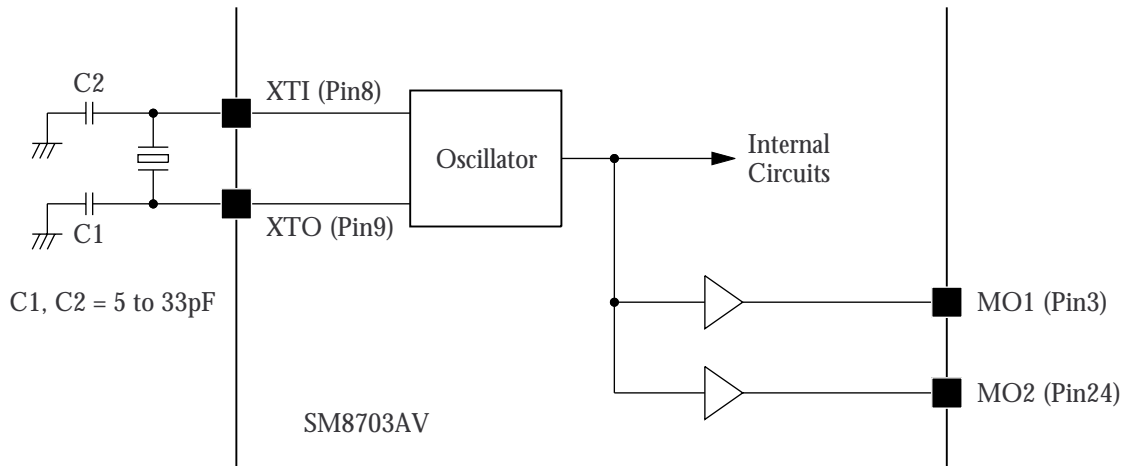 C2
XTI (Pin8)
Oscillator
Internal
Circuits
XTO (Pin9)
C1
C1, C2 = 5 to 33pF
MO1 (Pin3)
MO2 (Pin24)
SM8703AV